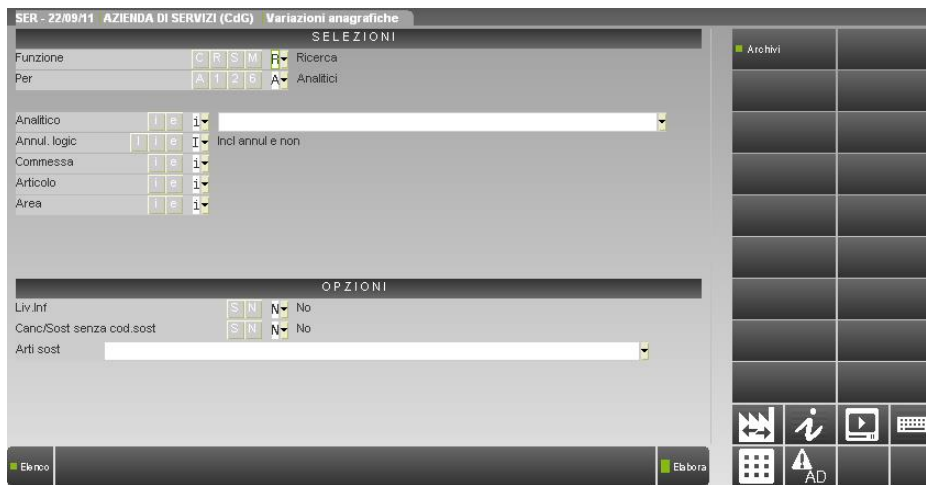 SER - 22/09/11 AZIENDA DI SERVIZI (CdG) Variazioni anagrafiche
SELEZIONI
Funzione C R S M R Ricerca
Per A 1 2 6 A Analitici
Analitico i e i
Annul. logic I i e I Incl annul e non
Commessa i e i
Articolo i e i
Area i e i
OPZIONI
Liv.Inf S N N No
Canc/Sost senza cod.sost S N N No
Arti sost
Archivi
Elenco
Elabora
AD